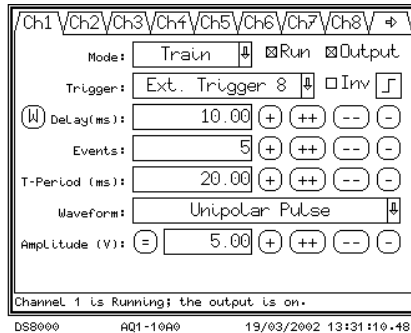 Ch1 Ch2 Ch3 Ch4 Ch5 Ch6 Ch7 Ch8
Mode: Train Run Output
Trigger: Ext. Trigger 8 Inv
W Delay(ms): 10.00 + ++ -- -
Events: 5 + ++ -- -
T-Period (ms): 20.00 + ++ -- -
Waveform: Unipolar Pulse
Amplitude (V): = 5.00 + ++ -- -
Channel 1 is Running; the output is on.
DS8000 AQ1-10A0 19/03/2002 13:31:10.48